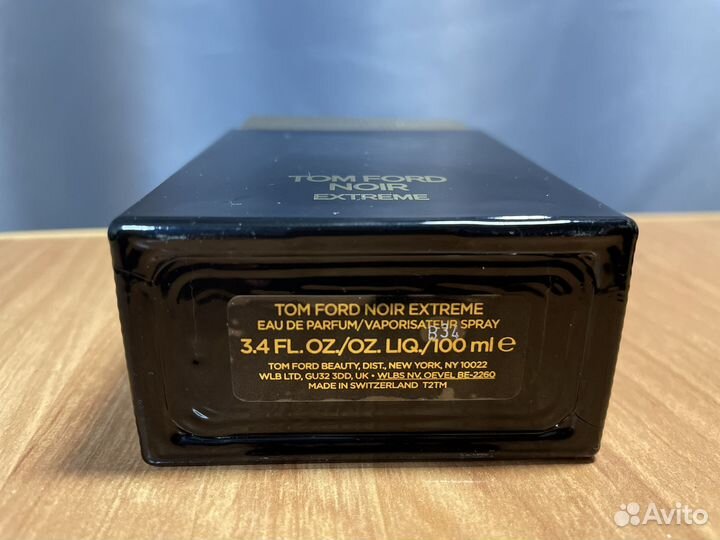 TOM FORD
NOIR
EXTREME
TOM FORD NOIR EXTREME
EAU DE PARFUM/VAPORISATEUR SPRAY
B34
3.4 FL. OZ./OZ. LIQ./100 ml ℮
TOM FORD BEAUTY, DIST., NEW YORK, NY 10022
WLB LTD, GU32 3DD, UK • WLBS NV. OEVEL BE-2260
MADE IN SWITZERLAND T2TM
Avito